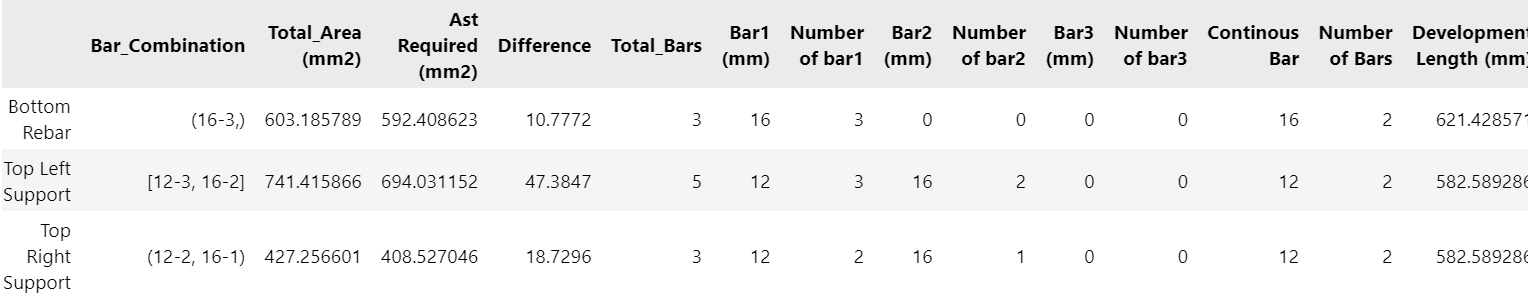 Bar_Combination Total_Area (mm2) Ast Required (mm2) Difference Total_Bars Bar1 (mm) Number of bar1 Bar2 (mm) Number of bar2 Bar3 (mm) Number of bar3 Continous Bar Number of Bars Development Length (mm
Bottom Rebar (16-3,) 603.185789 592.408623 10.7772 3 16 3 0 0 0 0 16 2 621.428571
Top Left Support [12-3, 16-2] 741.415866 694.031152 47.3847 5 12 3 16 2 0 0 12 2 582.589286
Top Right Support (12-2, 16-1) 427.256601 408.527046 18.7296 3 12 2 16 1 0 0 12 2 582.589286